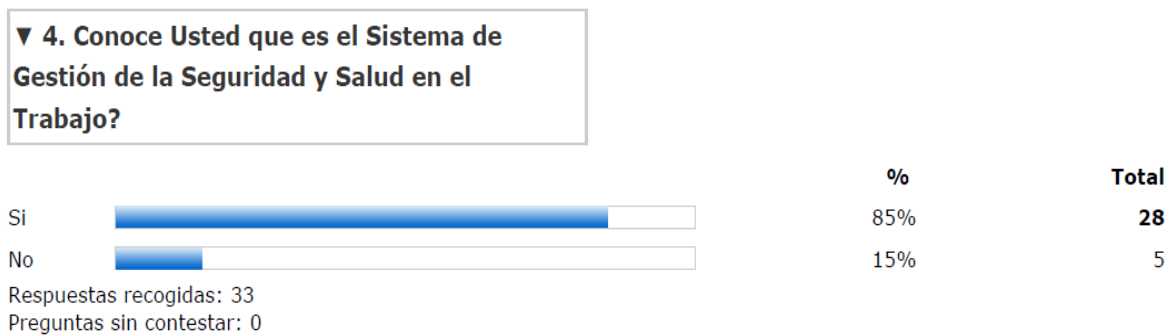 ▼ 4. Conoce Usted que es el Sistema de
Gestión de la Seguridad y Salud en el
Trabajo?
% Total
Si 85% 28
No 15% 5
Respuestas recogidas: 33
Preguntas sin contestar: 0